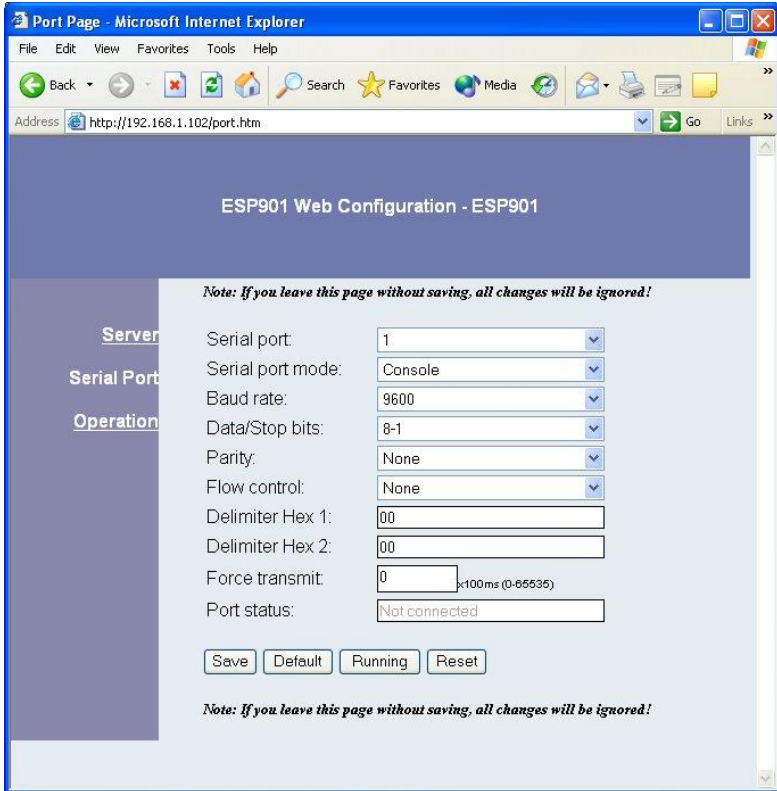 Port Page - Microsoft Internet Explorer
File Edit View Favorites Tools Help
Back Search Favorites Media
Address http://192.168.1.102/port.htm Go Links »
ESP901 Web Configuration - ESP901
Note: If you leave this page without saving, all changes will be ignored!
Server
Serial Port
Operation
Serial port: 1
Serial port mode: Console
Baud rate: 9600
Data/Stop bits: 8-1
Parity: None
Flow control: None
Delimiter Hex 1: 00
Delimiter Hex 2: 00
Force transmit: 0 x100ms (0-65535)
Port status: Not connected
Save Default Running Reset
Note: If you leave this page without saving, all changes will be ignored!